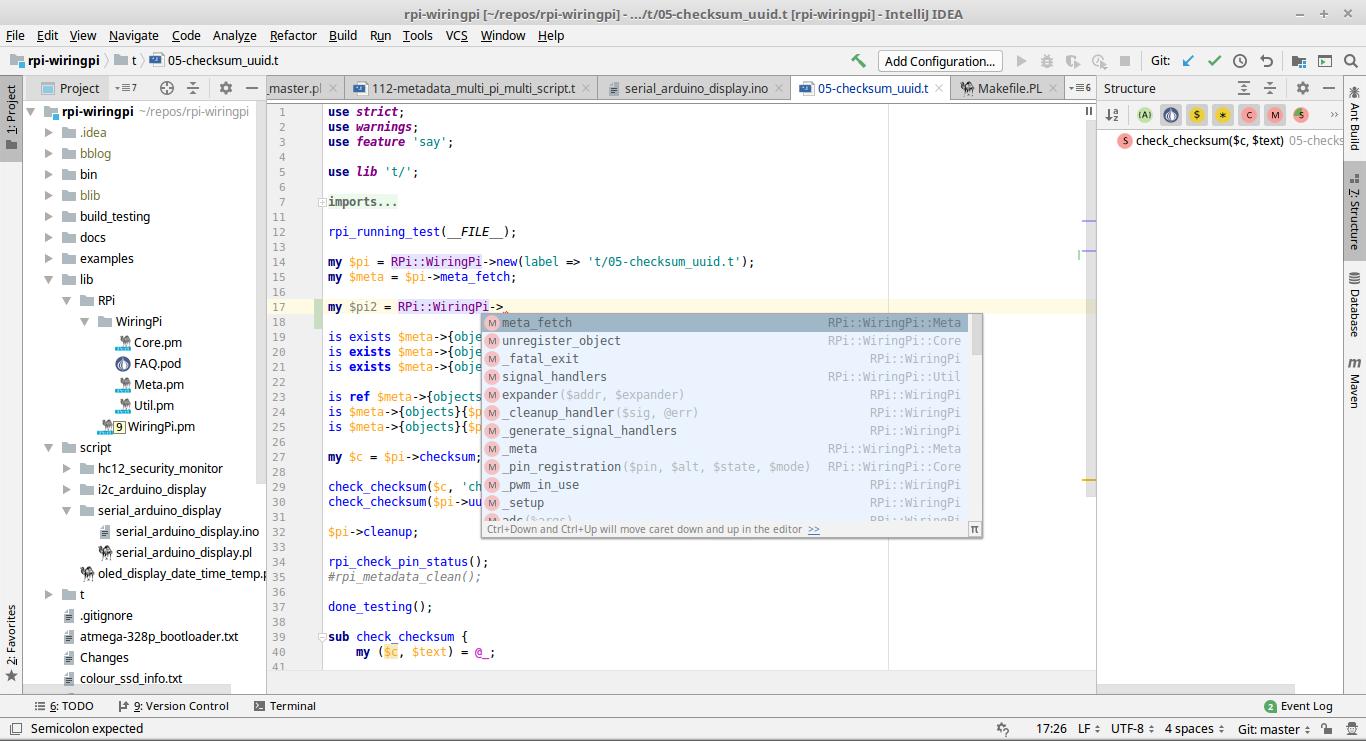 rpi-wiringpi [~/repos/rpi-wiringpi] - .../t/05-checksum_uuid.t [rpi-wiringpi] - IntelliJ IDEA
File Edit View Navigate Code Analyze Refactor Build Run Tools VCS Window Help
rpi-wiringpi t 05-checksum_uuid.t Add Configuration... Git:
1: Project
2: Favorites
Project 7
rpi-wiringpi ~/repos/rpi-wiringpi
.idea
bblog
bin
blib
build_testing
docs
examples
lib
RPi
WiringPi
Core.pm
FAQ.pod
Meta.pm
Util.pm
9 WiringPi.pm
script
hc12_security_monitor
i2c_arduino_display
serial_arduino_display
serial_arduino_display.ino
serial_arduino_display.pl
oled_display_date_time_temp.p
t
.gitignore
atmega-328p_bootloader.txt
Changes
colour_ssd_info.txt
_master.pl 112-metadata_multi_pi_multi_script.t serial_arduino_display.ino 05-checksum_uuid.t Makefile.PL 6
1 use strict;
2 use warnings;
3 use feature 'say';
4
5 use lib 't/';
6
7 imports...
11
12 rpi_running_test(__FILE__);
13
14 my $pi = RPi::WiringPi->new(label => 't/05-checksum_uuid.t');
15 my $meta = $pi->meta_fetch;
16
17 my $pi2 = RPi::WiringPi->
18
19 is exists $meta->{obje
20 is exists $meta->{obje
21 is exists $meta->{obje
22
23 is ref $meta->{objects
24 is $meta->{objects}{$p
25 is $meta->{objects}{$p
26
27 my $c = $pi->checksum;
28
29 check_checksum($c, 'ch
30 check_checksum($pi->uu
31
32 $pi->cleanup;
33
34 rpi_check_pin_status();
35 #rpi_metadata_clean();
36
37 done_testing();
38
39 sub check_checksum {
40 my ($c, $text) = @_;
41
meta_fetch RPi::WiringPi::Meta
unregister_object RPi::WiringPi::Core
_fatal_exit RPi::WiringPi
signal_handlers RPi::WiringPi::Util
expander($addr, $expander) RPi::WiringPi
_cleanup_handler($sig, @err) RPi::WiringPi
_generate_signal_handlers RPi::WiringPi
_meta RPi::WiringPi::Meta
_pin_registration($pin, $alt, $state, $mode) RPi::WiringPi::Core
_pwm_in_use RPi::WiringPi
_setup RPi::WiringPi
adc(%args) RPi::WiringPi
Ctrl+Down and Ctrl+Up will move caret down and up in the editor >> π
Structure
(A) $ * C M S
S check_checksum($c, $text) 05-checks
Ant Build
7: Structure
Database
m Maven
6: TODO 9: Version Control Terminal 2 Event Log
Semicolon expected 17:26 LF UTF-8 4 spaces Git: master